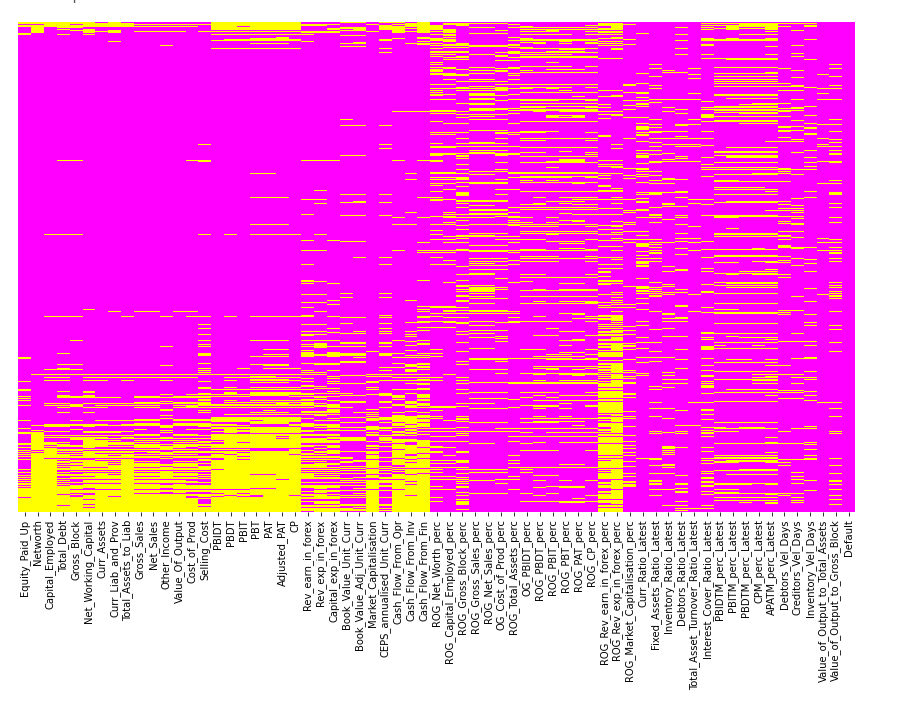 Equity_Paid_Up
Networth
Capital_Employed
Total_Debt
Gross_Block
Net_Working_Capital
Curr_Assets
Curr_Liab_and_Prov
Total_Assets_to_Liab
Gross_Sales
Net_Sales
Other_Income
Value_Of_Output
Cost_of_Prod
Selling_Cost
PBIDT
PBDT
PBIT
PBT
PAT
Adjusted_PAT
CP
Rev_earn_in_forex
Rev_exp_in_forex
Capital_exp_in_forex
Book_Value_Unit_Curr
Book_Value_Adj_Unit_Curr
Market_Capitalisation
CEPS_annualised_Unit_Curr
Cash_Flow_From_Opr
Cash_Flow_From_Inv
Cash_Flow_From_Fin
ROG_Net_Worth_perc
ROG_Capital_Employed_perc
ROG_Gross_Block_perc
ROG_Gross_Sales_perc
ROG_Net_Sales_perc
OG_Cost_of_Prod_perc
ROG_Total_Assets_perc
OG_PBIDT_perc
ROG_PBDT_perc
ROG_PBIT_perc
ROG_PBT_perc
ROG_PAT_perc
ROG_CP_perc
ROG_Rev_earn_in_forex_perc
ROG_Rev_exp_in_forex_perc
ROG_Market_Capitalisation_perc
Curr_Ratio_Latest
Fixed_Assets_Ratio_Latest
Inventory_Ratio_Latest
Debtors_Ratio_Latest
Total_Asset_Turnover_Ratio_Latest
Interest_Cover_Ratio_Latest
PBIDTM_perc_Latest
PBITM_perc_Latest
PBDTM_perc_Latest
CPM_perc_Latest
APATM_perc_Latest
Debtors_Vel_Days
Creditors_Vel_Days
Inventory_Vel_Days
Value_of_Output_to_Total_Assets
Value_of_Output_to_Gross_Block
Default